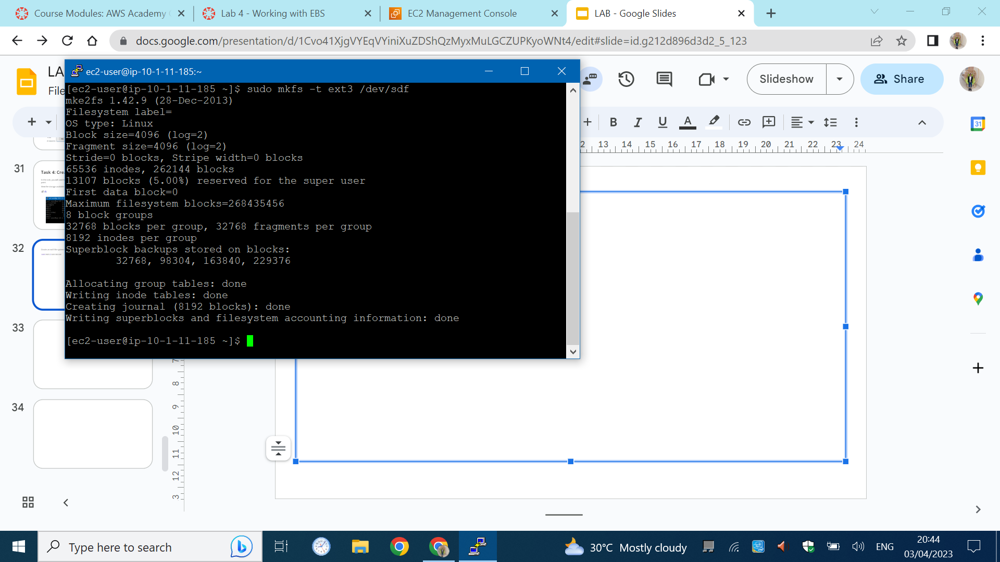 Course Modules: AWS Academy
Lab 4 - Working with EBS
EC2 Management Console
LAB - Google Slides
docs.google.com/presentation/d/1Cvo41XjgVYEqVYiniXuZDShQzMyxMuLGCZUPKyoWNt4/edit#slide=id.g212d896d3d2_5_123
LA
File
Slideshow
Share
ec2-user@ip-10-1-11-185:~
[ec2-user@ip-10-1-11-185 ~]$ sudo mkfs -t ext3 /dev/sdf
mke2fs 1.42.9 (28-Dec-2013)
Filesystem label=
OS type: Linux
Block size=4096 (log=2)
Fragment size=4096 (log=2)
Stride=0 blocks, Stripe width=0 blocks
65536 inodes, 262144 blocks
13107 blocks (5.00%) reserved for the super user
First data block=0
Maximum filesystem blocks=268435456
8 block groups
32768 blocks per group, 32768 fragments per group
8192 inodes per group
Superblock backups stored on blocks:
32768, 98304, 163840, 229376
Allocating group tables: done
Writing inode tables: done
Creating journal (8192 blocks): done
Writing superblocks and filesystem accounting information: done
[ec2-user@ip-10-1-11-185 ~]$
B I U A
31
2 13 14 15 16 17 18 19 20 21 22 23 24
31
Task 4: Cre
32
33
34
7
8
9
10
11
12
3
Type here to search
30°C Mostly cloudy
ENG
20:44
03/04/2023